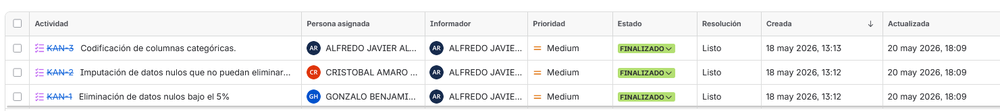 Actividad Persona asignada Informador Prioridad Estado Resolución Creada ↓ Actualizada
KAN-3 Codificación de columnas categóricas. AR ALFREDO JAVIER AL... AR ALFREDO JAVIE... Medium FINALIZADO Listo 18 may 2026, 13:13 20 may 2026, 18:09
KAN-2 Imputación de datos nulos que no puedan eliminar... CR CRISTOBAL AMARO ... AR ALFREDO JAVIE... Medium FINALIZADO Listo 18 may 2026, 13:12 20 may 2026, 18:09
KAN-1 Eliminación de datos nulos bajo el 5% GH GONZALO BENJAMI... AR ALFREDO JAVIE... Medium FINALIZADO Listo 18 may 2026, 13:12 20 may 2026, 18:09